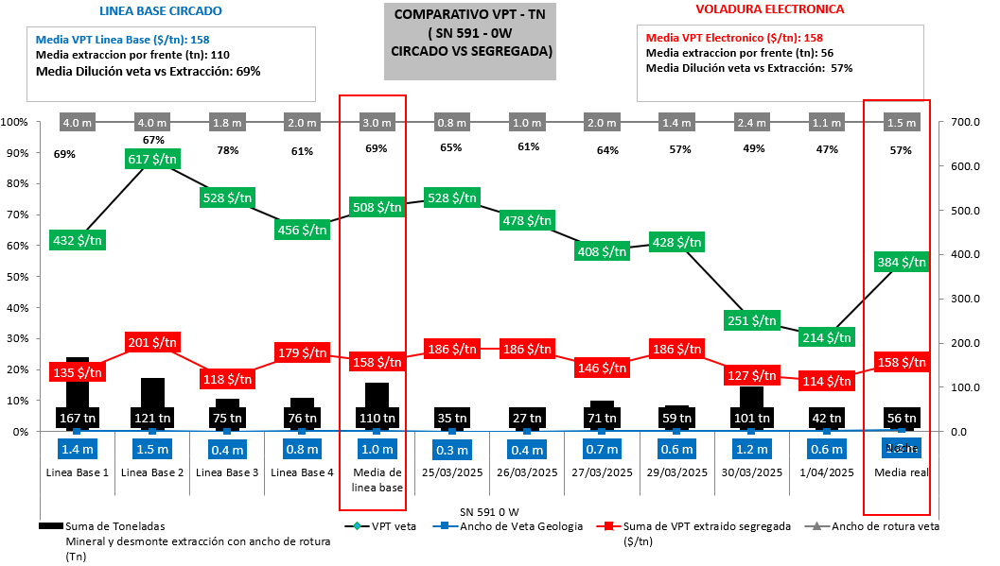 LINEA BASE CIRCADO
COMPARATIVO VPT - TN
( SN 591 - 0W
CIRCADO VS SEGREGADA)
VOLADURA ELECTRONICA
Media VPT Linea Base ($/tn): 158
Media extraccion por frente (tn): 110
Media Dilución veta vs Extracción: 69%
Media VPT Electronico ($/tn): 158
Media extraccion por frente (tn): 56
Media Dilución veta vs Extracción: 57%
100% 4.0 m 4.0 m 1.8 m 2.0 m 3.0 m 0.8 m 1.0 m 2.0 m 1.4 m 2.4 m 1.1 m 1.5 m 700.0
69% 67% 78% 61% 69% 65% 61% 64% 57% 49% 47% 57%
90% 600.0
80% 500.0
70% 400.0
60% 300.0
50% 200.0
40% 100.0
30% 0.0
20%
10%
0%
432 $/tn 617 $/tn 528 $/tn 456 $/tn 508 $/tn 528 $/tn 478 $/tn 408 $/tn 428 $/tn 251 $/tn 214 $/tn 384 $/tn
135 $/tn 201 $/tn 118 $/tn 179 $/tn 158 $/tn 186 $/tn 186 $/tn 146 $/tn 186 $/tn 127 $/tn 114 $/tn 158 $/tn
167 tn 121 tn 75 tn 76 tn 110 tn 35 tn 27 tn 71 tn 59 tn 101 tn 42 tn 56 tn
1.4 m 1.5 m 0.4 m 0.8 m 1.0 m 0.3 m 0.4 m 0.7 m 0.6 m 1.2 m 0.6 m Noche
Linea Base 1 Linea Base 2 Linea Base 3 Linea Base 4 Media de 25/03/2025 26/03/2025 27/03/2025 29/03/2025 30/03/2025 1/04/2025 Media real
linea base
SN 591 0 W
Suma de Toneladas
Mineral y desmonte extracción con ancho de rotura
(Tn)
VPT veta
Ancho de Veta Geologia
Suma de VPT extraido segregada
($/tn)
Ancho de rotura veta